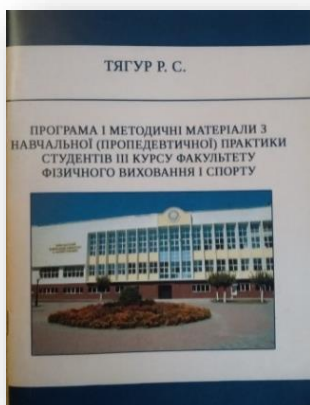 ТЯГУР Р. С.
ПРОГРАМА І МЕТОДИЧНІ МАТЕРІАЛИ З
НАВЧАЛЬНОЇ (ПРОПЕДЕВТИЧНОЇ) ПРАКТИКИ
СТУДЕНТІВ ІІІ КУРСУ ФАКУЛЬТЕТУ
ФІЗИЧНОГО ВИХОВАННЯ І СПОРТУ